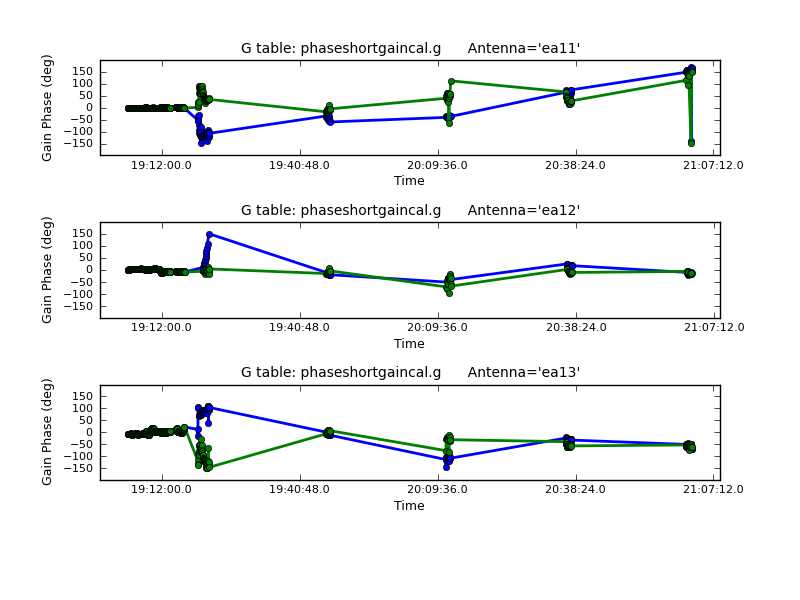 G table: phaseshortgaincal.g      Antenna='ea11'
Gain Phase (deg)
150
100
50
0
−50
−100
−150
19:12:00.0 19:40:48.0 20:09:36.0 20:38:24.0 21:07:12.0
Time
G table: phaseshortgaincal.g      Antenna='ea12'
Gain Phase (deg)
150
100
50
0
−50
−100
−150
19:12:00.0 19:40:48.0 20:09:36.0 20:38:24.0 21:07:12.0
Time
G table: phaseshortgaincal.g      Antenna='ea13'
Gain Phase (deg)
150
100
50
0
−50
−100
−150
19:12:00.0 19:40:48.0 20:09:36.0 20:38:24.0 21:07:12.0
Time